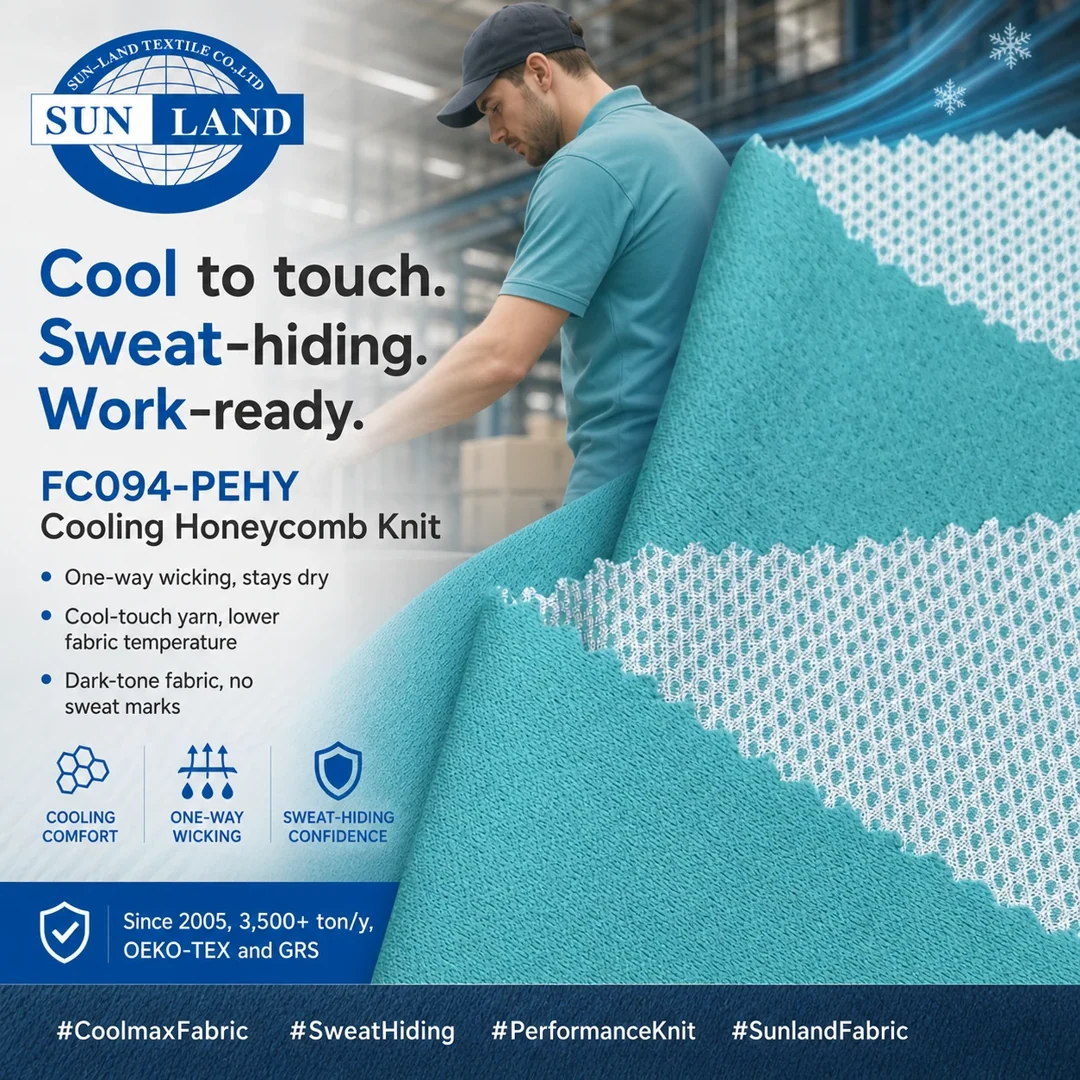 SUN-LAND TEXTILE CO.,LTD
SUN LAND
Cool to touch.
Sweat-hiding.
Work-ready.
FC094-PEHY
Cooling Honeycomb Knit
One-way wicking, stays dry
Cool-touch yarn, lower
fabric temperature
Dark-tone fabric, no
sweat marks
COOLING
COMFORT
ONE-WAY
WICKING
SWEAT-HIDING
CONFIDENCE
Since 2005, 3,500+ ton/y,
OEKO-TEX and GRS
#CoolmaxFabric #SweatHiding #PerformanceKnit #SunlandFabric